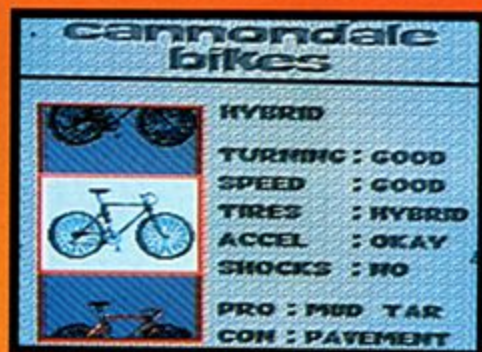 cannondale
bikes
HYBRID
TURNING : GOOD
SPEED : GOOD
TIRES : HYBRID
ACCEL : OKAY
SHOCKS : NO
PRO : MUD TAR
CON : PAVEMENT